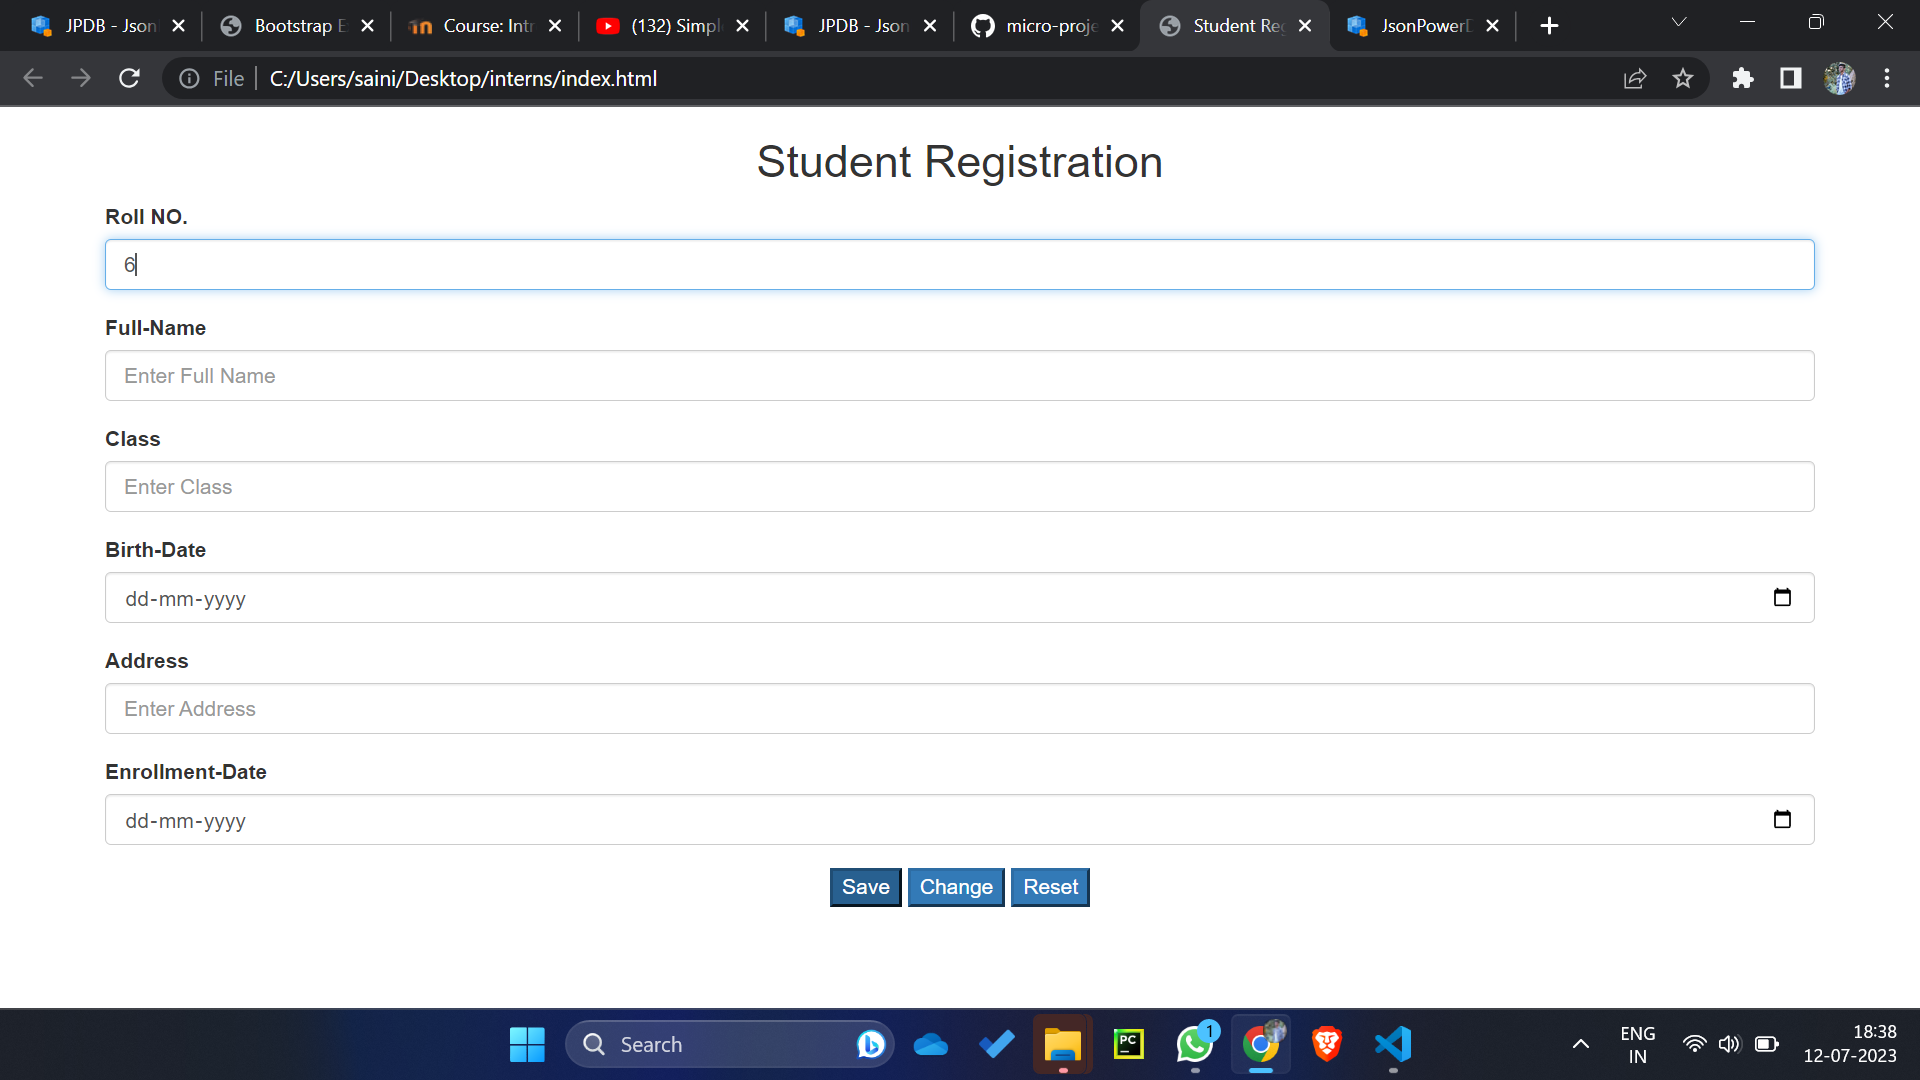 JPDB - Json
Bootstrap E
Course: Intr
(132) Simpl
JPDB - Json
micro-proje
Student Reg
JsonPowerD
File
C:/Users/saini/Desktop/interns/index.html
Student Registration
Roll NO.
6
Full-Name
Enter Full Name
Class
Enter Class
Birth-Date
dd-mm-yyyy
Address
Enter Address
Enrollment-Date
dd-mm-yyyy
Save Change Reset
Search
PC
1
ENG
IN
18:38
12-07-2023